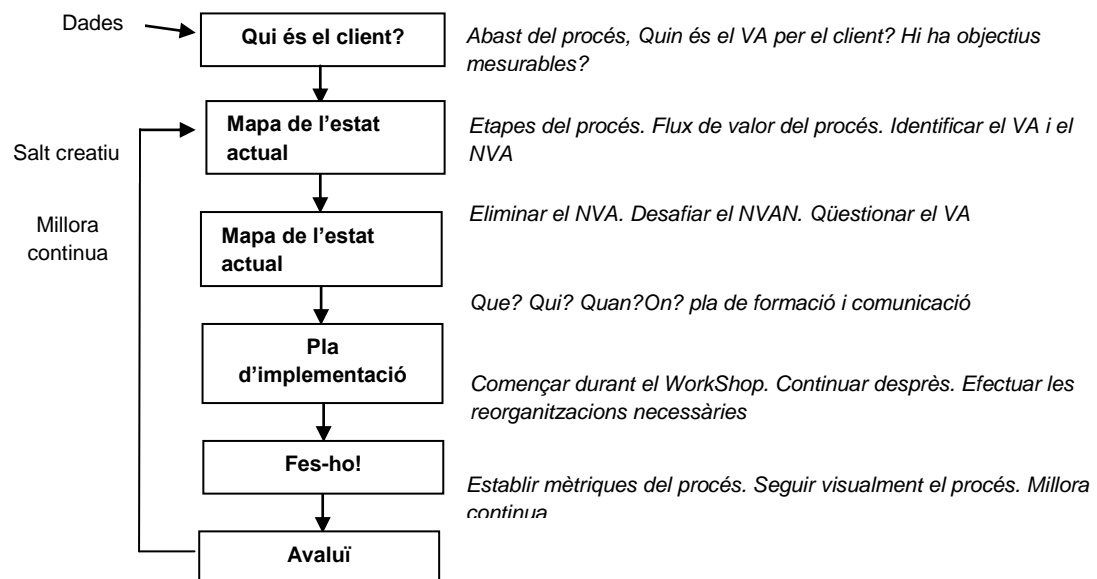 Dades
Qui és el client?
Abast del procés, Quin és el VA per el client? Hi ha objectius
mesurables?
Mapa de l’estat
actual
Etapes del procés. Flux de valor del procés. Identificar el VA i el
NVA
Salt creatiu
Millora
continua
Eliminar el NVA. Desafiar el NVAN. Qüestionar el VA
Mapa de l’estat
actual
Que? Qui? Quan?On? pla de formació i comunicació
Pla
d’implementació
Començar durant el WorkShop. Continuar desprès. Efectuar les
reorganitzacions necessàries
Fes-ho!
Establir mètriques del procés. Seguir visualment el procés. Millora
continua
Avaluï